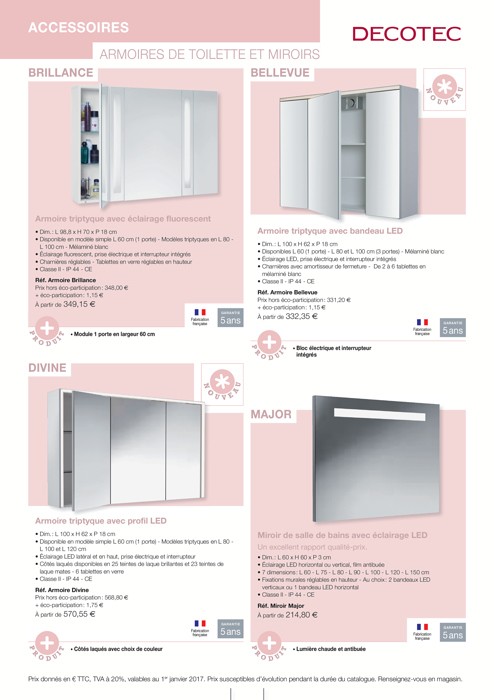 ACCESSOIRES
DECOTEC
ARMOIRES DE TOILETTE ET MIROIRS
BRILLANCE
Armoire triptyque avec éclairage fluorescent
• Dim. : L 98,8 x H 70 x P 18 cm
• Disponible en modèle simple L 60 cm (1 porte) - Modèles triptyques en L 80 -
L 100 cm - Mélaminé blanc
• Éclairage fluorescent, prise électrique et interrupteur intégrés
• Charnières réglables - Tablettes en verre réglables en hauteur
• Classe II - IP 44 - CE
Réf. Armoire Brillance
Prix hors éco-participation : 348,00 €
+ éco-participation : 1,15 €
À partir de 349,15 €
Fabrication
française
GARANTIE
5 ans
PRODUIT
• Module 1 porte en largeur 60 cm
BELLEVUE
NOUVEAU
Armoire triptyque avec bandeau LED
• Dim. : L 100 x H 62 x P 18 cm
• Disponibles L 60 (1 porte) - L 80 et L 100 cm (3 portes) - Mélaminé blanc
• Éclairage LED, prise électrique et interrupteur intégrés
• Charnières avec amortisseur de fermeture - De 2 à 6 tablettes en
mélaminé blanc
• Classe II - IP 44 - CE
Réf. Armoire Bellevue
Prix hors éco-participation : 331,20 €
+ éco-participation : 1,15 €
À partir de 332,35 €
Fabrication
française
GARANTIE
5 ans
PRODUIT
• Bloc électrique et interrupteur
intégrés
DIVINE
NOUVEAU
Armoire triptyque avec profil LED
• Dim. : L 100 x H 62 x P 18 cm
• Disponible en modèle simple L 60 cm (1 porte) - Modèles triptyques en L 80 -
L 100 et L 120 cm
• Éclairage LED latéral et en haut, prise électrique et interrupteur
• Côtés laqués disponibles en 25 teintes de laque brillantes et 23 teintes de
laque mates - 6 tablettes en verre
• Classe II - IP 44 - CE
Réf. Armoire Divine
Prix hors éco-participation : 568,80 €
+ éco-participation : 1,75 €
À partir de 570,55 €
Fabrication
française
GARANTIE
5 ans
PRODUIT
• Côtés laqués avec choix de couleur
MAJOR
Miroir de salle de bains avec éclairage LED
Un excellent rapport qualité-prix.
• Dim. : L 60 x H 60 x P 3 cm
• Éclairage LED horizontal ou vertical, film antibuée
• 7 dimensions : L 60 - L 75 - L 80 - L 90 - L 100 - L 120 - L 150 cm
• Fixations murales réglables en hauteur - Au choix : 2 bandeaux LED
verticaux ou 1 bandeau LED horizontal
• Classe II - IP 44 - CE
Réf. Miroir Major
À partir de 214,80 €
Fabrication
française
GARANTIE
5 ans
PRODUIT
• Lumière chaude et antibuée
Prix donnés en € TTC, TVA à 20%, valables au 1er janvier 2017. Prix susceptibles d'évolution pendant la durée du catalogue. Renseignez-vous en magasin.